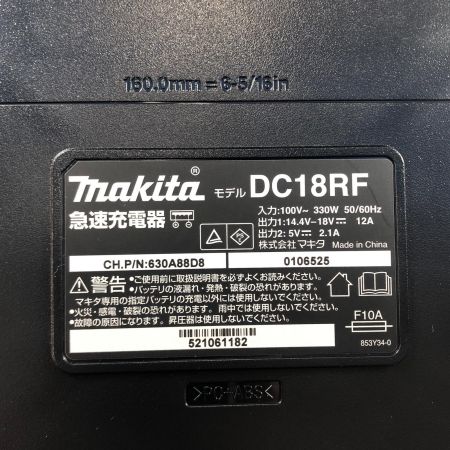 160.0mm = 6-5/16in
makita® モデル DC18RF
急速充電器
入力:100V~ 330W 50/60Hz
出力1:14.4V-18V ⎓ 12A
出力2:5V ⎓ 2.1A
株式会社マキタ Made in China
CH.P/N:630A88D8 0106525
⚠警告 ●ご使用前に取扱説明書を必ずよくお読みください。
●バッテリの液漏れ・発熱・破裂の恐れがありますので、
マキタ専用の指定バッテリ充電以外には使用しないでください。
●火災・感電・破裂の恐れがあります。雨中では使用しないでください。
●故障の原因になります。昇圧器は使用しないでください。
F10A
521061182
853Y34-0
>PC+ABS<